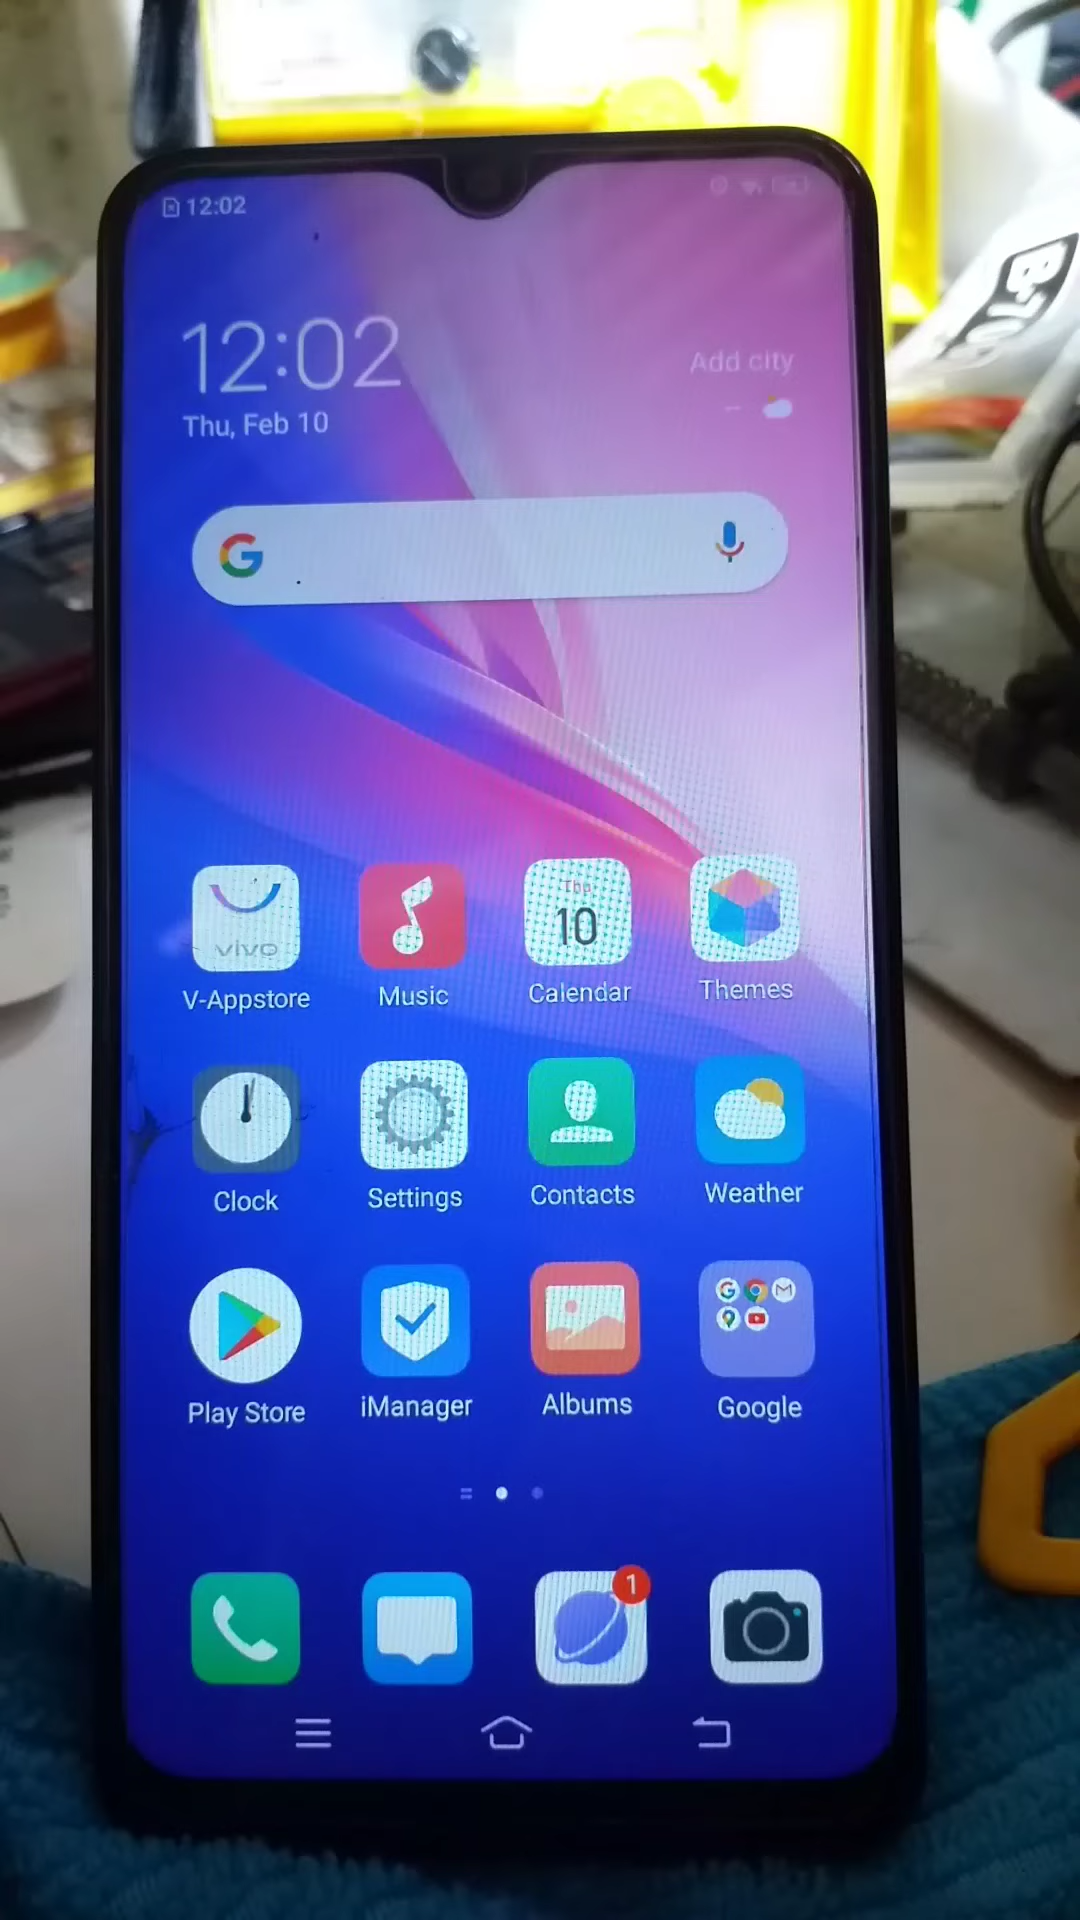 12:02
12:02
Add city
Thu, Feb 10
G
vivo
Thu
10
V-Appstore
Music
Calendar
Themes
Clock
Settings
Contacts
Weather
G
M
Play Store
iManager
Albums
Google
1